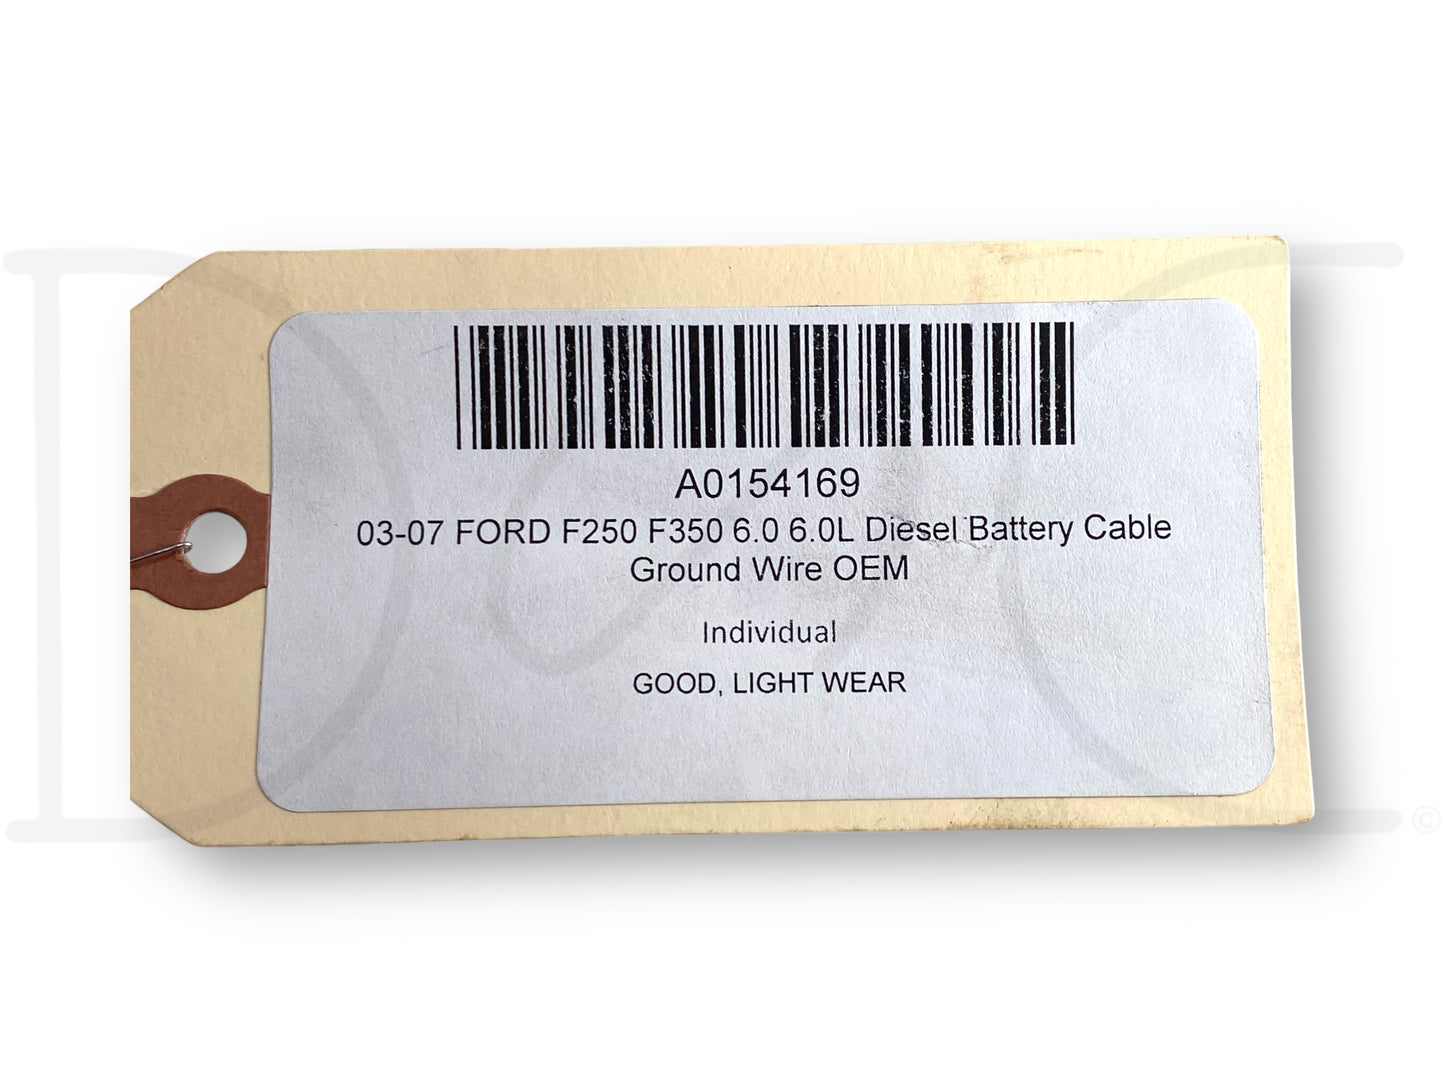 A0154169
03-07 FORD F250 F350 6.0 6.0L Diesel Battery Cable
Ground Wire OEM
Individual
GOOD, LIGHT WEAR
©